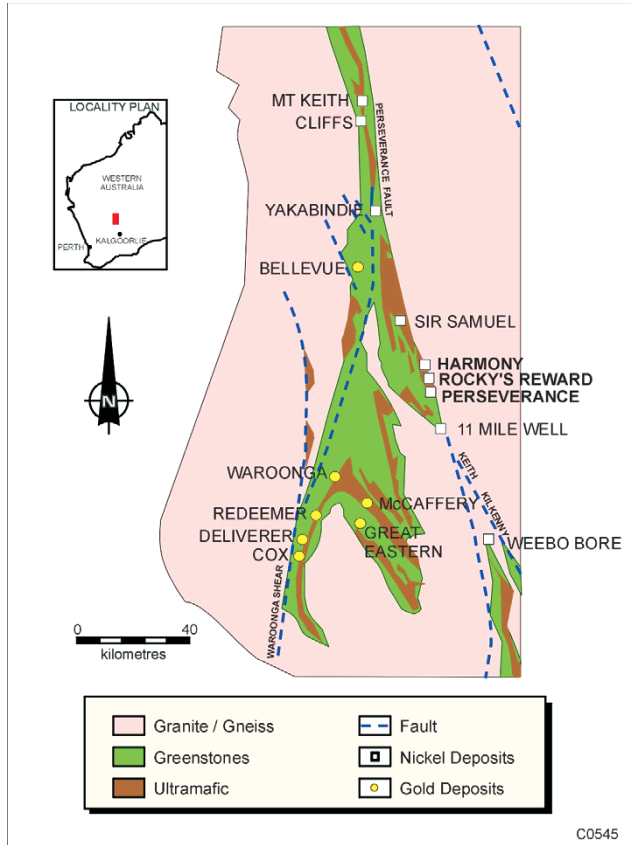 LOCALITY PLAN
WESTERN
AUSTRALIA
PERTH
KALGOORLIE
N
MT KEITH
CLIFFS
PERSEVERANCE FAULT
YAKABINDIE
BELLEVUE
SIR SAMUEL
HARMONY
ROCKY'S REWARD
PERSEVERANCE
11 MILE WELL
KEITH KILKENNY
WAROONGA
McCAFFERY
REDEEMER
GREAT
EASTERN
DELIVERER
COX
WEEBO BORE
WAROONGA SHEAR
0 40
kilometres
Granite / Gneiss
Greenstones
Ultramafic
Fault
Nickel Deposits
Gold Deposits
C0545